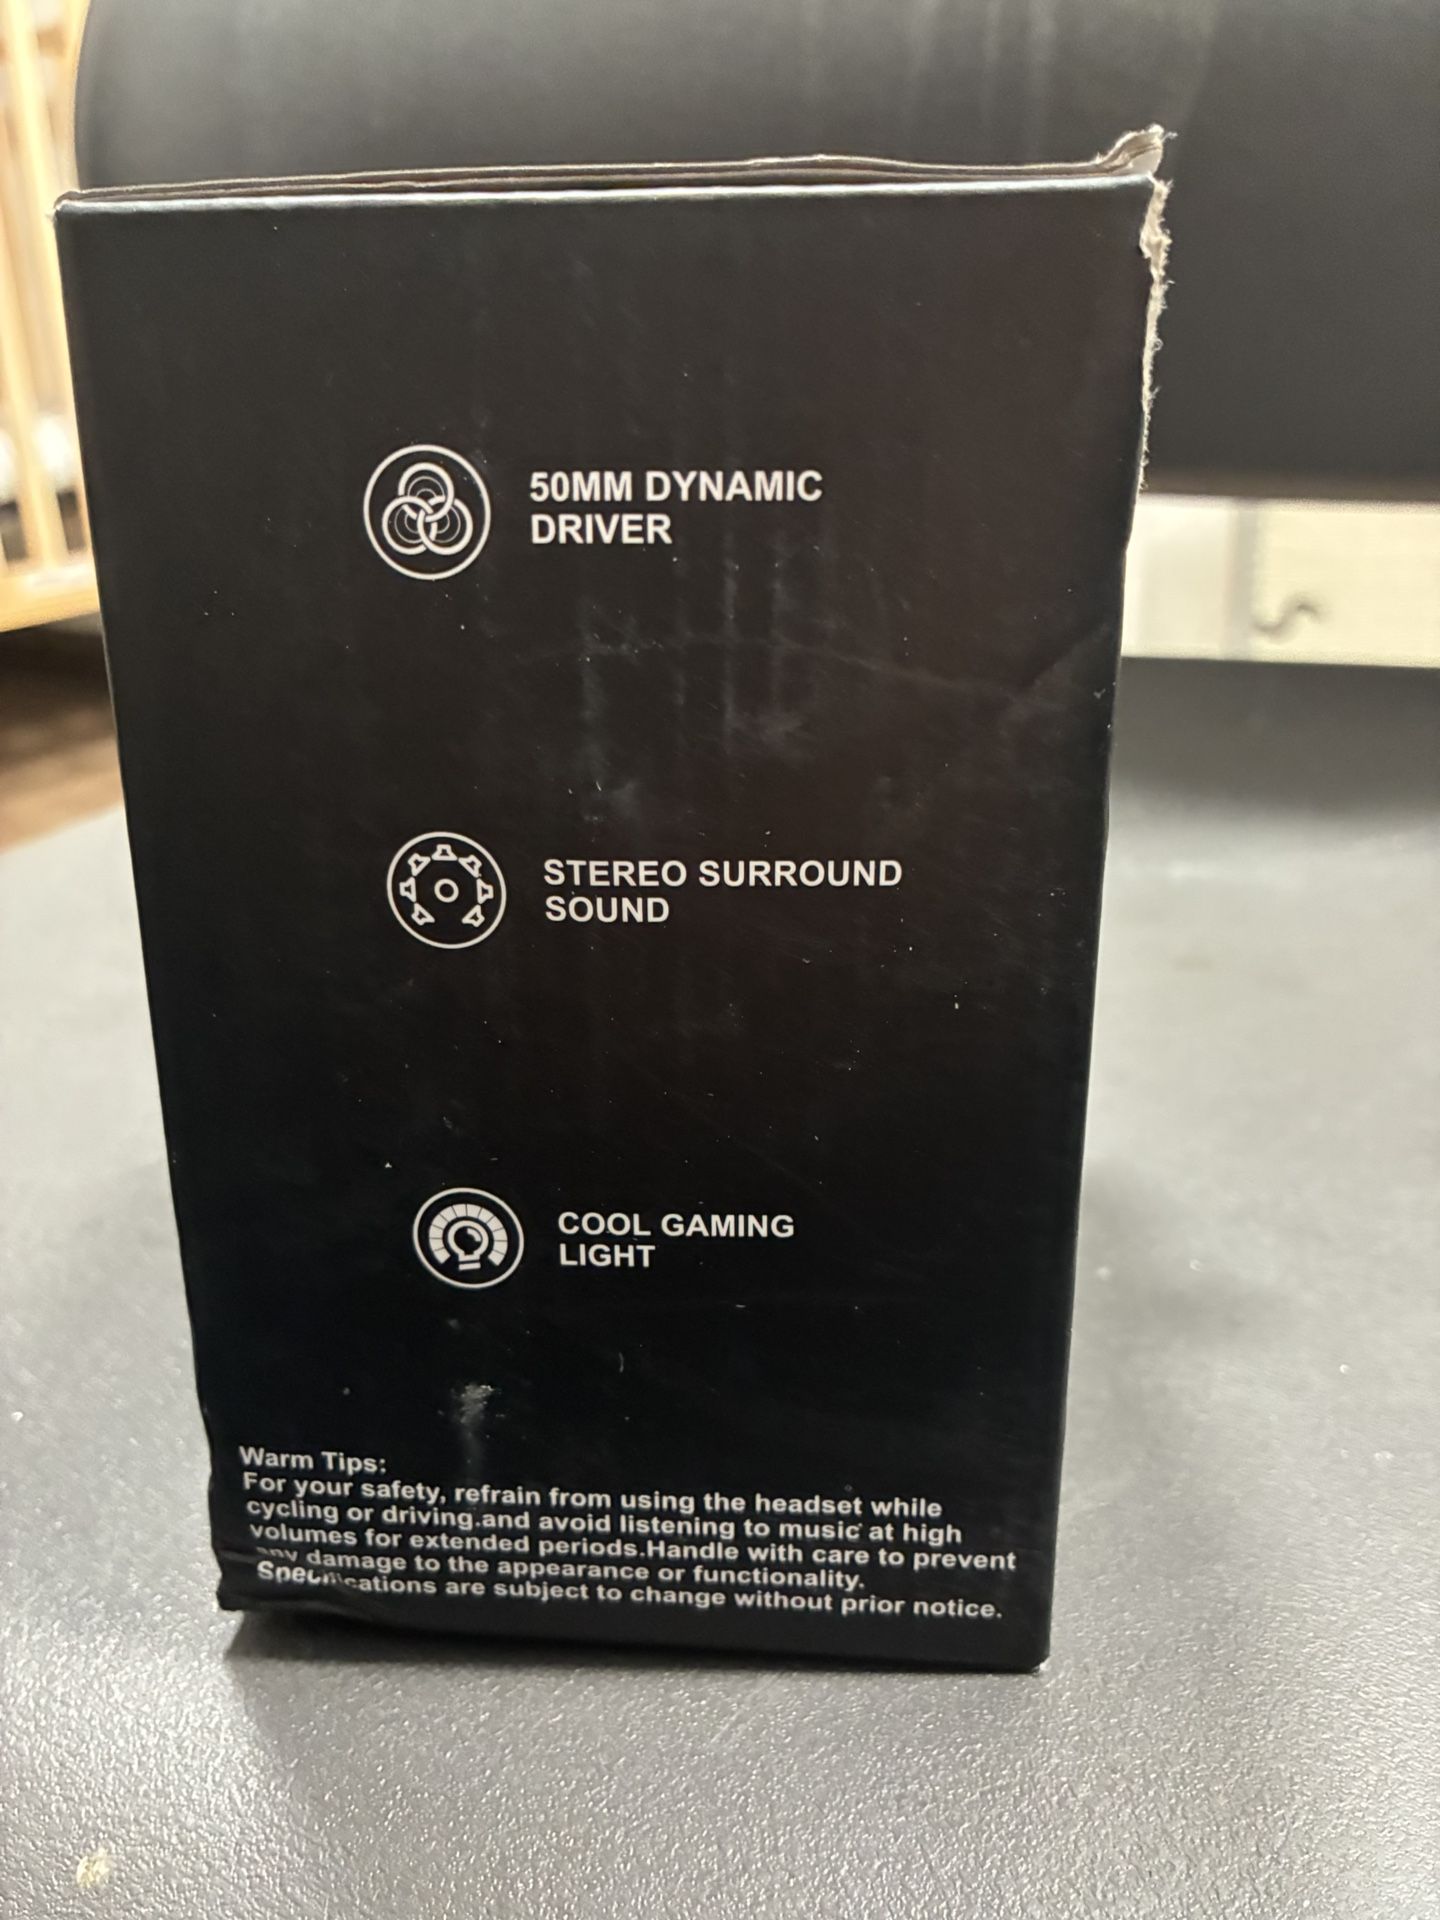 50MM DYNAMIC
DRIVER
STEREO SURROUND
SOUND
COOL GAMING
LIGHT
Warm Tips:
For your safety, refrain from using the headset while
cycling or driving.and avoid listening to music at high
volumes for extended periods.Handle with care to prevent
any damage to the appearance or functionality.
Specifications are subject to change without prior notice.